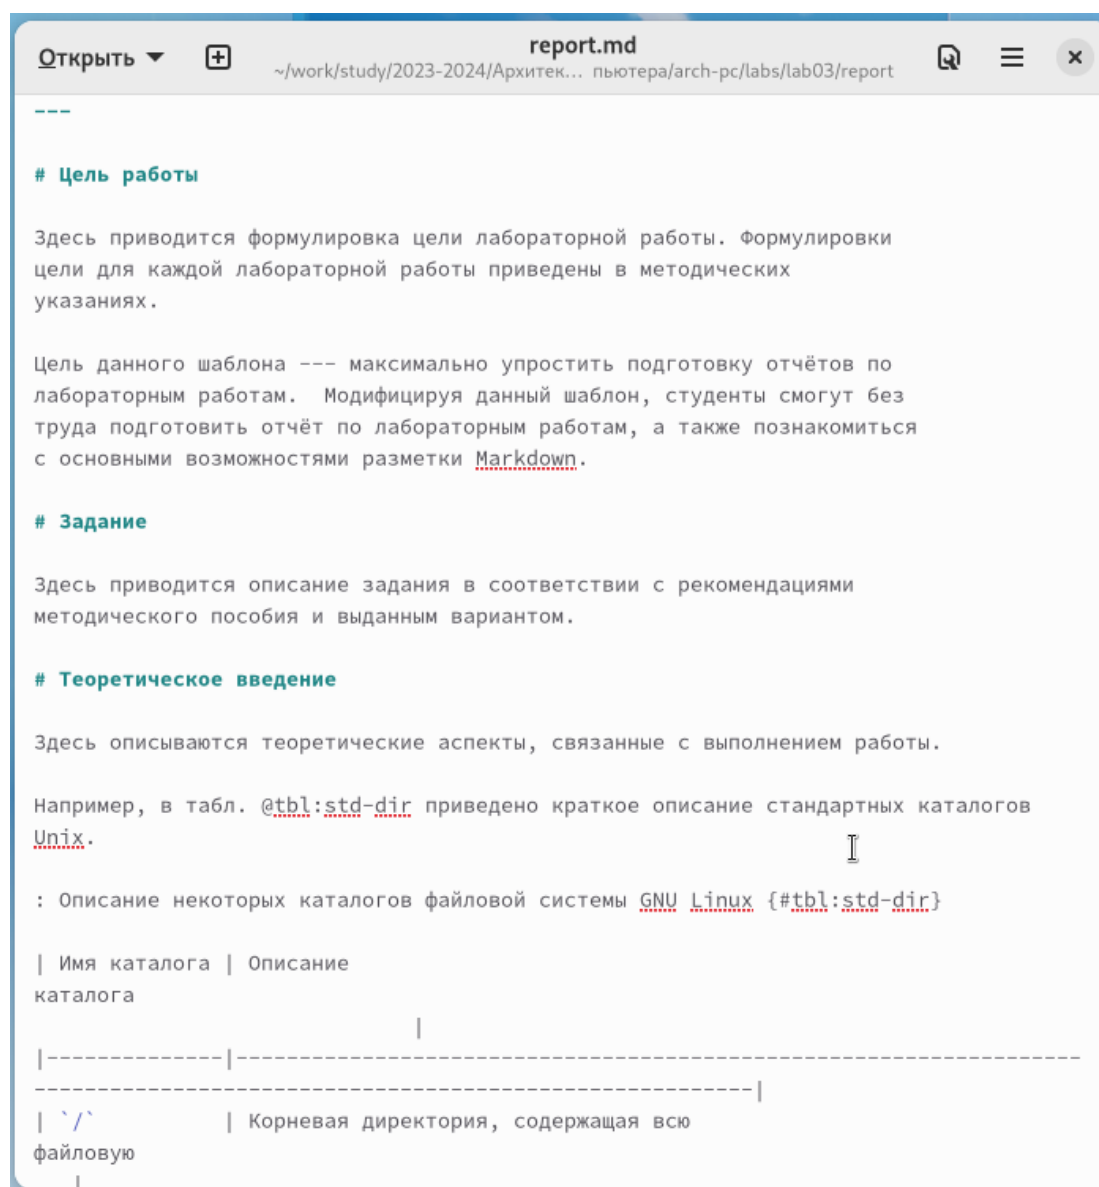 Открыть
report.md
~/work/study/2023-2024/Архитек... пьютера/arch-pc/labs/lab03/report
---
# Цель работы
Здесь приводится формулировка цели лабораторной работы. Формулировки
цели для каждой лабораторной работы приведены в методических
указаниях.
Цель данного шаблона --- максимально упростить подготовку отчётов по
лабораторным работам.  Модифицируя данный шаблон, студенты смогут без
труда подготовить отчёт по лабораторным работам, а также познакомиться
с основными возможностями разметки Markdown.
# Задание
Здесь приводится описание задания в соответствии с рекомендациями
методического пособия и выданным вариантом.
# Теоретическое введение
Здесь описываются теоретические аспекты, связанные с выполнением работы.
Например, в табл. @tbl:std-dir приведено краткое описание стандартных каталогов
Unix.
: Описание некоторых каталогов файловой системы GNU Linux {#tbl:std-dir}
| Имя каталога | Описание
каталога
|
|--------------|-------------------------------------------------------------------
---------------------------------------------------------|
| `/`          | Корневая директория, содержащая всю
файловую
|